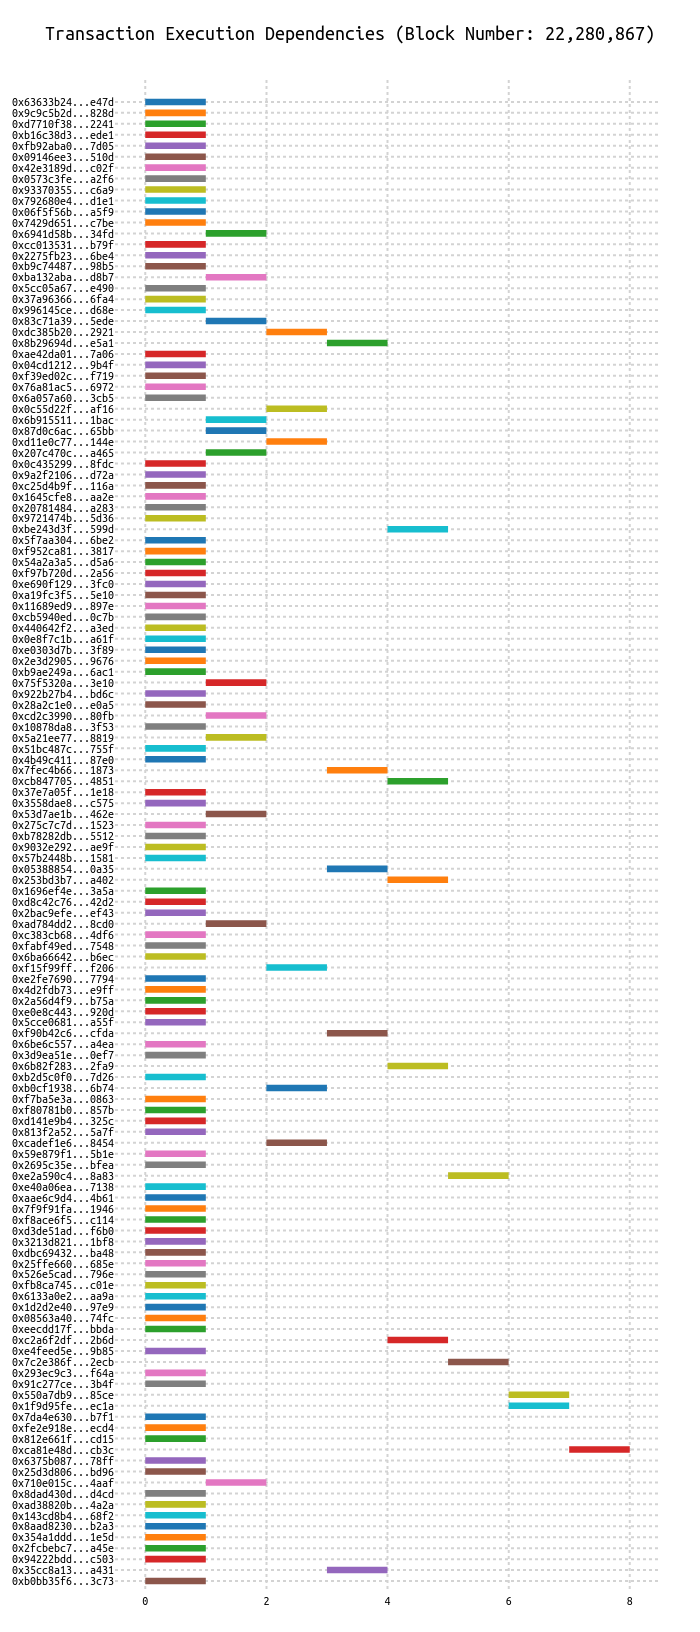 Transaction Execution Dependencies (Block Number: 22,280,867)
0x63633b24...e47d
0x9c9c5b2d...828d
0xd7710f38...2241
0xb16c38d3...ede1
0xfb92aba0...7d05
0x09146ee3...510d
0x42e3189d...c02f
0x0573c3fe...a2f6
0x93370355...c6a9
0x792680e4...d1e1
0x06f5f56b...a5f9
0x7429d651...c7be
0x6941d58b...34fd
0xcc013531...b79f
0x2275fb23...6be4
0xb9c74487...98b5
0xba132aba...d8b7
0x5cc05a67...e490
0x37a96366...6fa4
0x996145ce...d68e
0x83c71a39...5ede
0xdc385b20...2921
0x8b29694d...e5a1
0xae42da01...7a06
0x04cd1212...9b4f
0xf39ed02c...f719
0x76a81ac5...6972
0x6a057a60...3cb5
0x0c55d22f...af16
0x6b915511...1bac
0x87d0c6ac...65bb
0xd11e0c77...144e
0x207c470c...a465
0x0c435299...8fdc
0x9a2f2106...d72a
0xc25d4b9f...116a
0x1645cfe8...aa2e
0x20781484...a283
0x9721474b...5d36
0xbe243d3f...599d
0x5f7aa304...6be2
0xf952ca81...3817
0x54a2a3a5...d5a6
0xf97b720d...2a56
0xe690f129...3fc0
0xa19fc3f5...5e10
0x11689ed9...897e
0xcb5940ed...0c7b
0x440642f2...a3ed
0x0e8f7c1b...a61f
0xe0303d7b...3f89
0x2e3d2905...9676
0xb9ae249a...6ac1
0x75f5320a...3e10
0x922b27b4...bd6c
0x28a2c1e0...e0a5
0xcd2c3990...80fb
0x10878da8...3f53
0x5a21ee77...8819
0x51bc487c...755f
0x4b49c411...87e0
0x7fec4b66...1873
0xcb847705...4851
0x37e7a05f...1e18
0x3558dae8...c575
0x53d7ae1b...462e
0x275c7c7d...1523
0xb78282db...5512
0x9032e292...ae9f
0x57b2448b...1581
0x05388854...0a35
0x253bd3b7...a402
0x1696ef4e...3a5a
0xd8c42c76...42d2
0x2bac9efe...ef43
0xad784dd2...8cd0
0xc383cb68...4df6
0xfabf49ed...7548
0x6ba66642...b6ec
0xf15f99ff...f206
0xe2fe7690...7794
0x4d2fdb73...e9ff
0x2a56d4f9...b75a
0xe0e8c443...920d
0x5cce0681...a55f
0xf90b42c6...cfda
0x6be6c557...a4ea
0x3d9ea51e...0ef7
0x6b82f283...2fa9
0xb2d5c0f0...7d26
0xb0cf1938...6b74
0xf7ba5e3a...0863
0xf80781b0...857b
0xd141e9b4...325c
0x813f2a52...5a7f
0xcadef1e6...8454
0x59e879f1...5b1e
0x2695c35e...bfea
0xe2a590c4...8a83
0xe40a06ea...7138
0xaae6c9d4...4b61
0x7f9f91fa...1946
0xf8ace6f5...c114
0xd3de51ad...f6b0
0x3213d821...1bf8
0xdbc69432...ba48
0x25ffe660...685e
0x526e5cad...796e
0xfb8ca745...c01e
0x6133a0e2...aa9a
0x1d2d2e40...97e9
0x08563a40...74fc
0xeecdd17f...bbda
0xc2a6f2df...2b6d
0xe4feed5e...9b85
0x7c2e386f...2ecb
0x293ec9c3...f64a
0x91c277ce...3b4f
0x550a7db9...85ce
0x1f9d95fe...ec1a
0x7da4e630...b7f1
0xfe2e918e...ecd4
0x812e661f...cd15
0xca81e48d...cb3c
0x6375b087...78ff
0x25d3d806...bd96
0x710e015c...4aaf
0x8dad430d...d4cd
0xad38820b...4a2a
0x143cd8b4...68f2
0x8aad8230...b2a3
0x354a1ddd...1e5d
0x2fcbebc7...a45e
0x94222bdd...c503
0x35cc8a13...a431
0xb0bb35f6...3c73
0 2 4 6 8